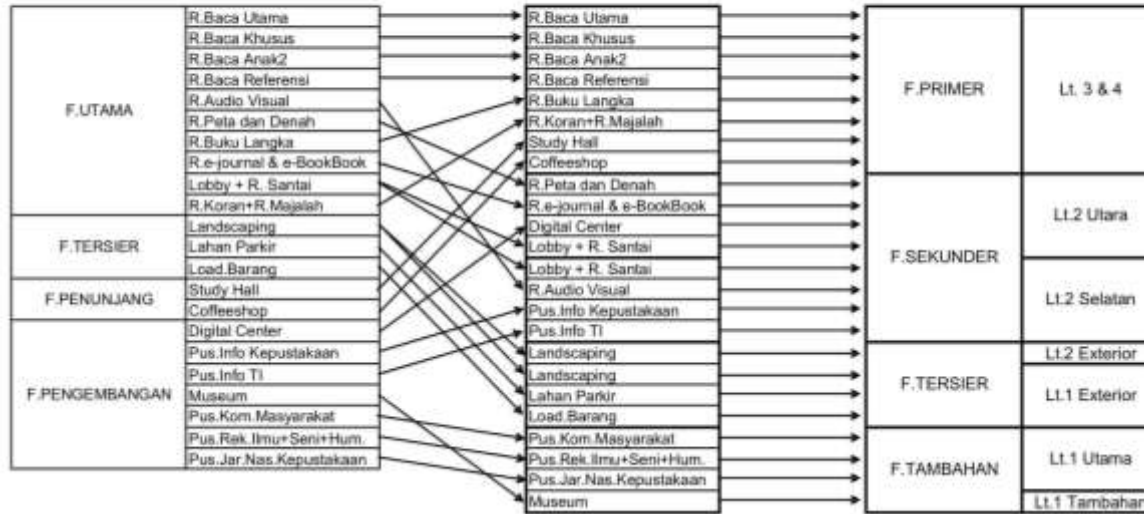 F.UTAMA
R.Baca Utama
R.Baca Khusus
R.Baca Anak2
R.Baca Referensi
R.Audio Visual
R.Peta dan Denah
R.Buku Langka
R.e-journal & e-BookBook
Lobby + R. Santai
R.Koran+R.Majalah
F.TERSIER
Landscaping
Lahan Parkir
Load.Barang
F.PENUNJANG
Study Hall
Coffeeshop
F.PENGEMBANGAN
Digital Center
Pus.Info Kepustakaan
Pus.Info TI
Museum
Pus.Kom.Masyarakat
Pus.Rek.Ilmu+Seni+Hum.
Pus.Jar.Nas.Kepustakaan
R.Baca Utama
R.Baca Khusus
R.Baca Anak2
R.Baca Referensi
R.Buku Langka
R.Koran+R.Majalah
Study Hall
Coffeeshop
R.Peta dan Denah
R.e-journal & e-BookBook
Digital Center
Lobby + R. Santai
Lobby + R. Santai
R.Audio Visual
Pus.Info Kepustakaan
Pus.Info TI
Landscaping
Landscaping
Lahan Parkir
Load.Barang
Pus.Kom.Masyarakat
Pus.Rek.Ilmu+Seni+Hum.
Pus.Jar.Nas.Kepustakaan
Museum
F.PRIMER
Lt. 3 & 4
F.SEKUNDER
Lt.2 Utara
Lt.2 Selatan
F.TERSIER
Lt.2 Exterior
Lt.1 Exterior
F.TAMBAHAN
Lt.1 Utama
Lt.1 Tambahan